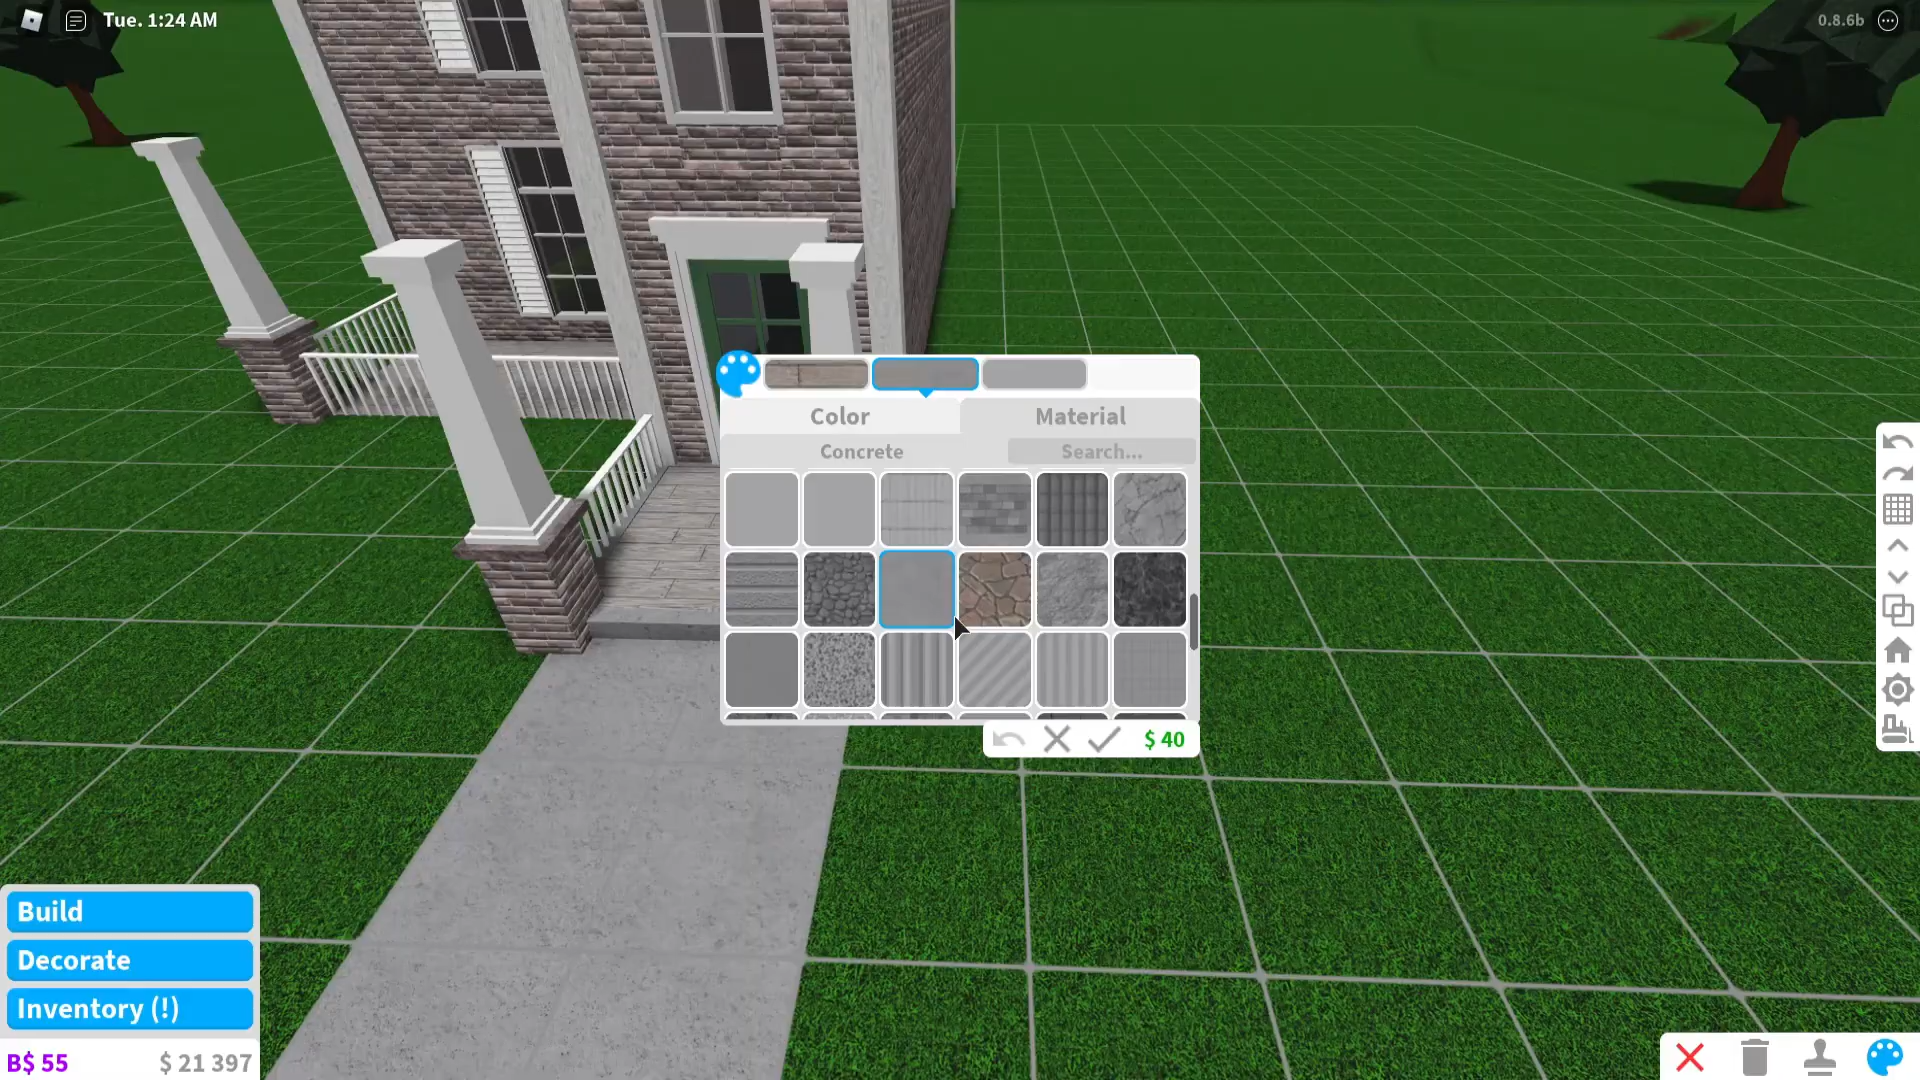 Tue. 1:24 AM
0.8.6b
Color
Material
Concrete
Search...
$ 40
Build
Decorate
Inventory (!)
B$ 55
$ 21 397